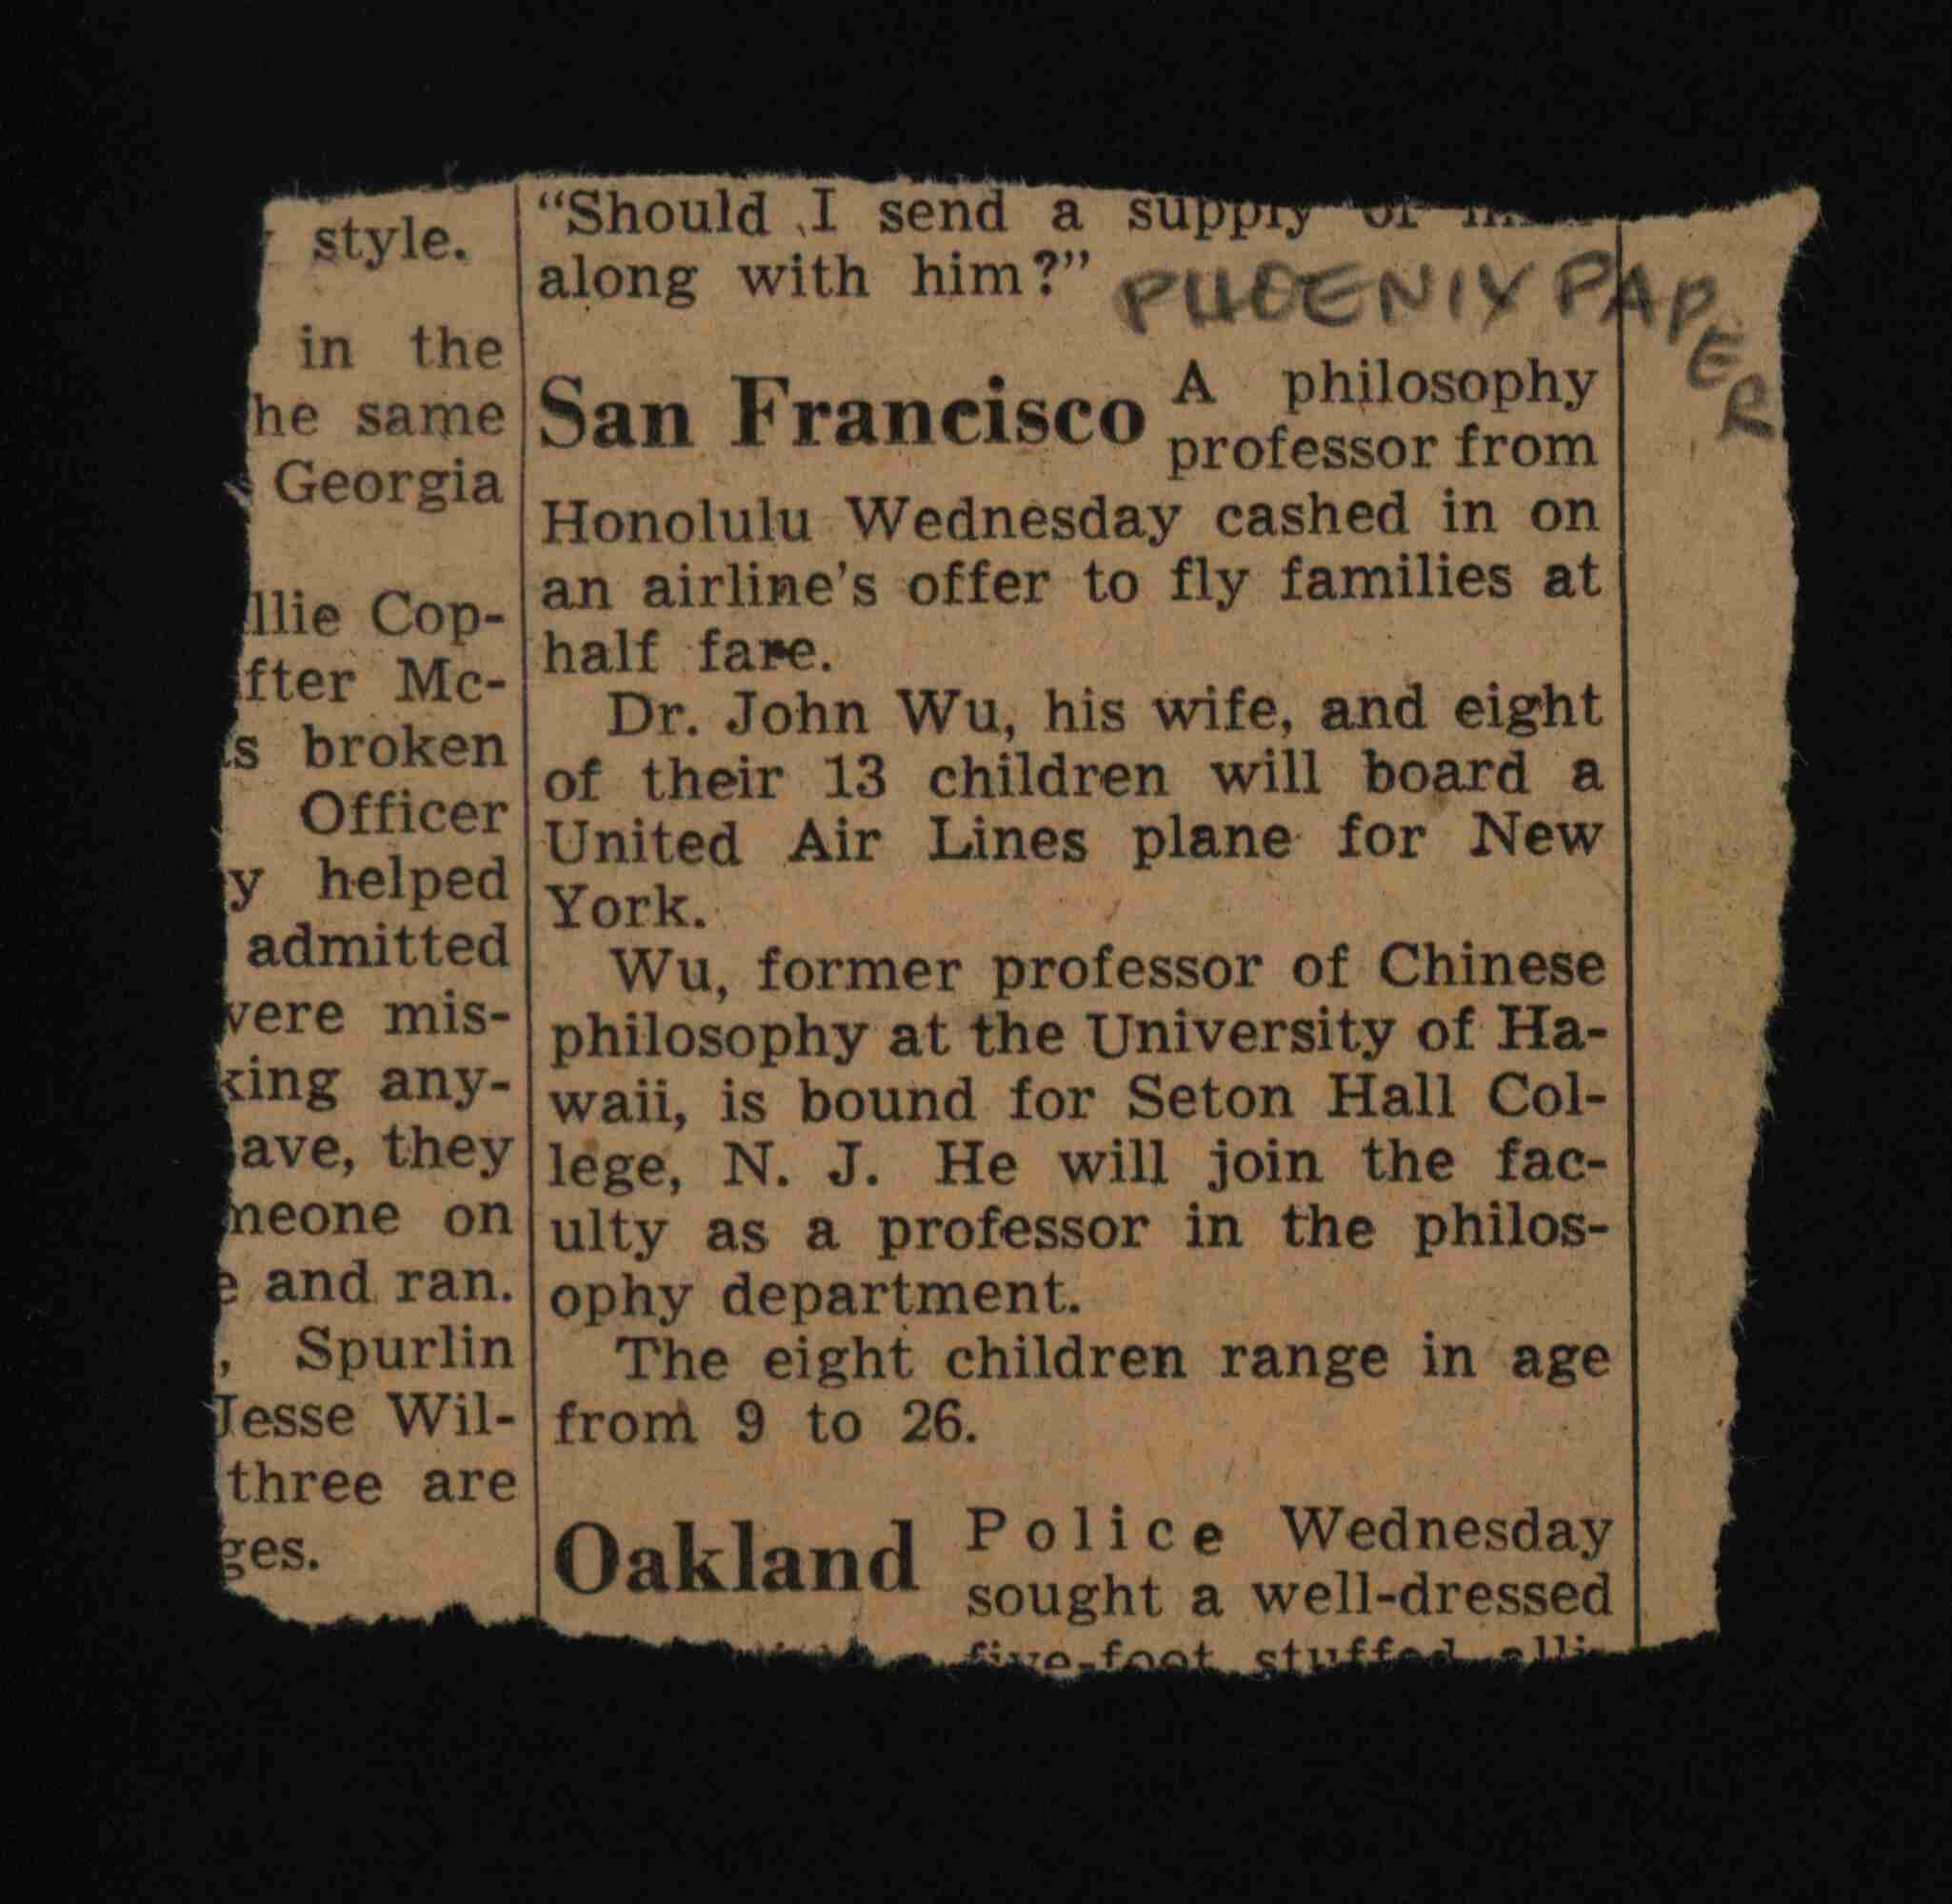 style.
in the
he same
Georgia
llie Cop-
fter Mc-
s broken
Officer
y helped
admitted
vere mis-
king any-
ave, they
meone on
e and ran.
, Spurlin
Jesse Wil-
three are
ges.
"Should I send a supply of
along with him?"
PHOENIX PAPER
San Francisco A philosophy
professor from
Honolulu Wednesday cashed in on
an airline's offer to fly families at
half fare.
Dr. John Wu, his wife, and eight
of their 13 children will board a
United Air Lines plane for New
York.
Wu, former professor of Chinese
philosophy at the University of Ha-
waii, is bound for Seton Hall Col-
lege, N. J. He will join the fac-
ulty as a professor in the philos-
ophy department.
The eight children range in age
from 9 to 26.
Oakland Police Wednesday
sought a well-dressed
five-foot stuffed